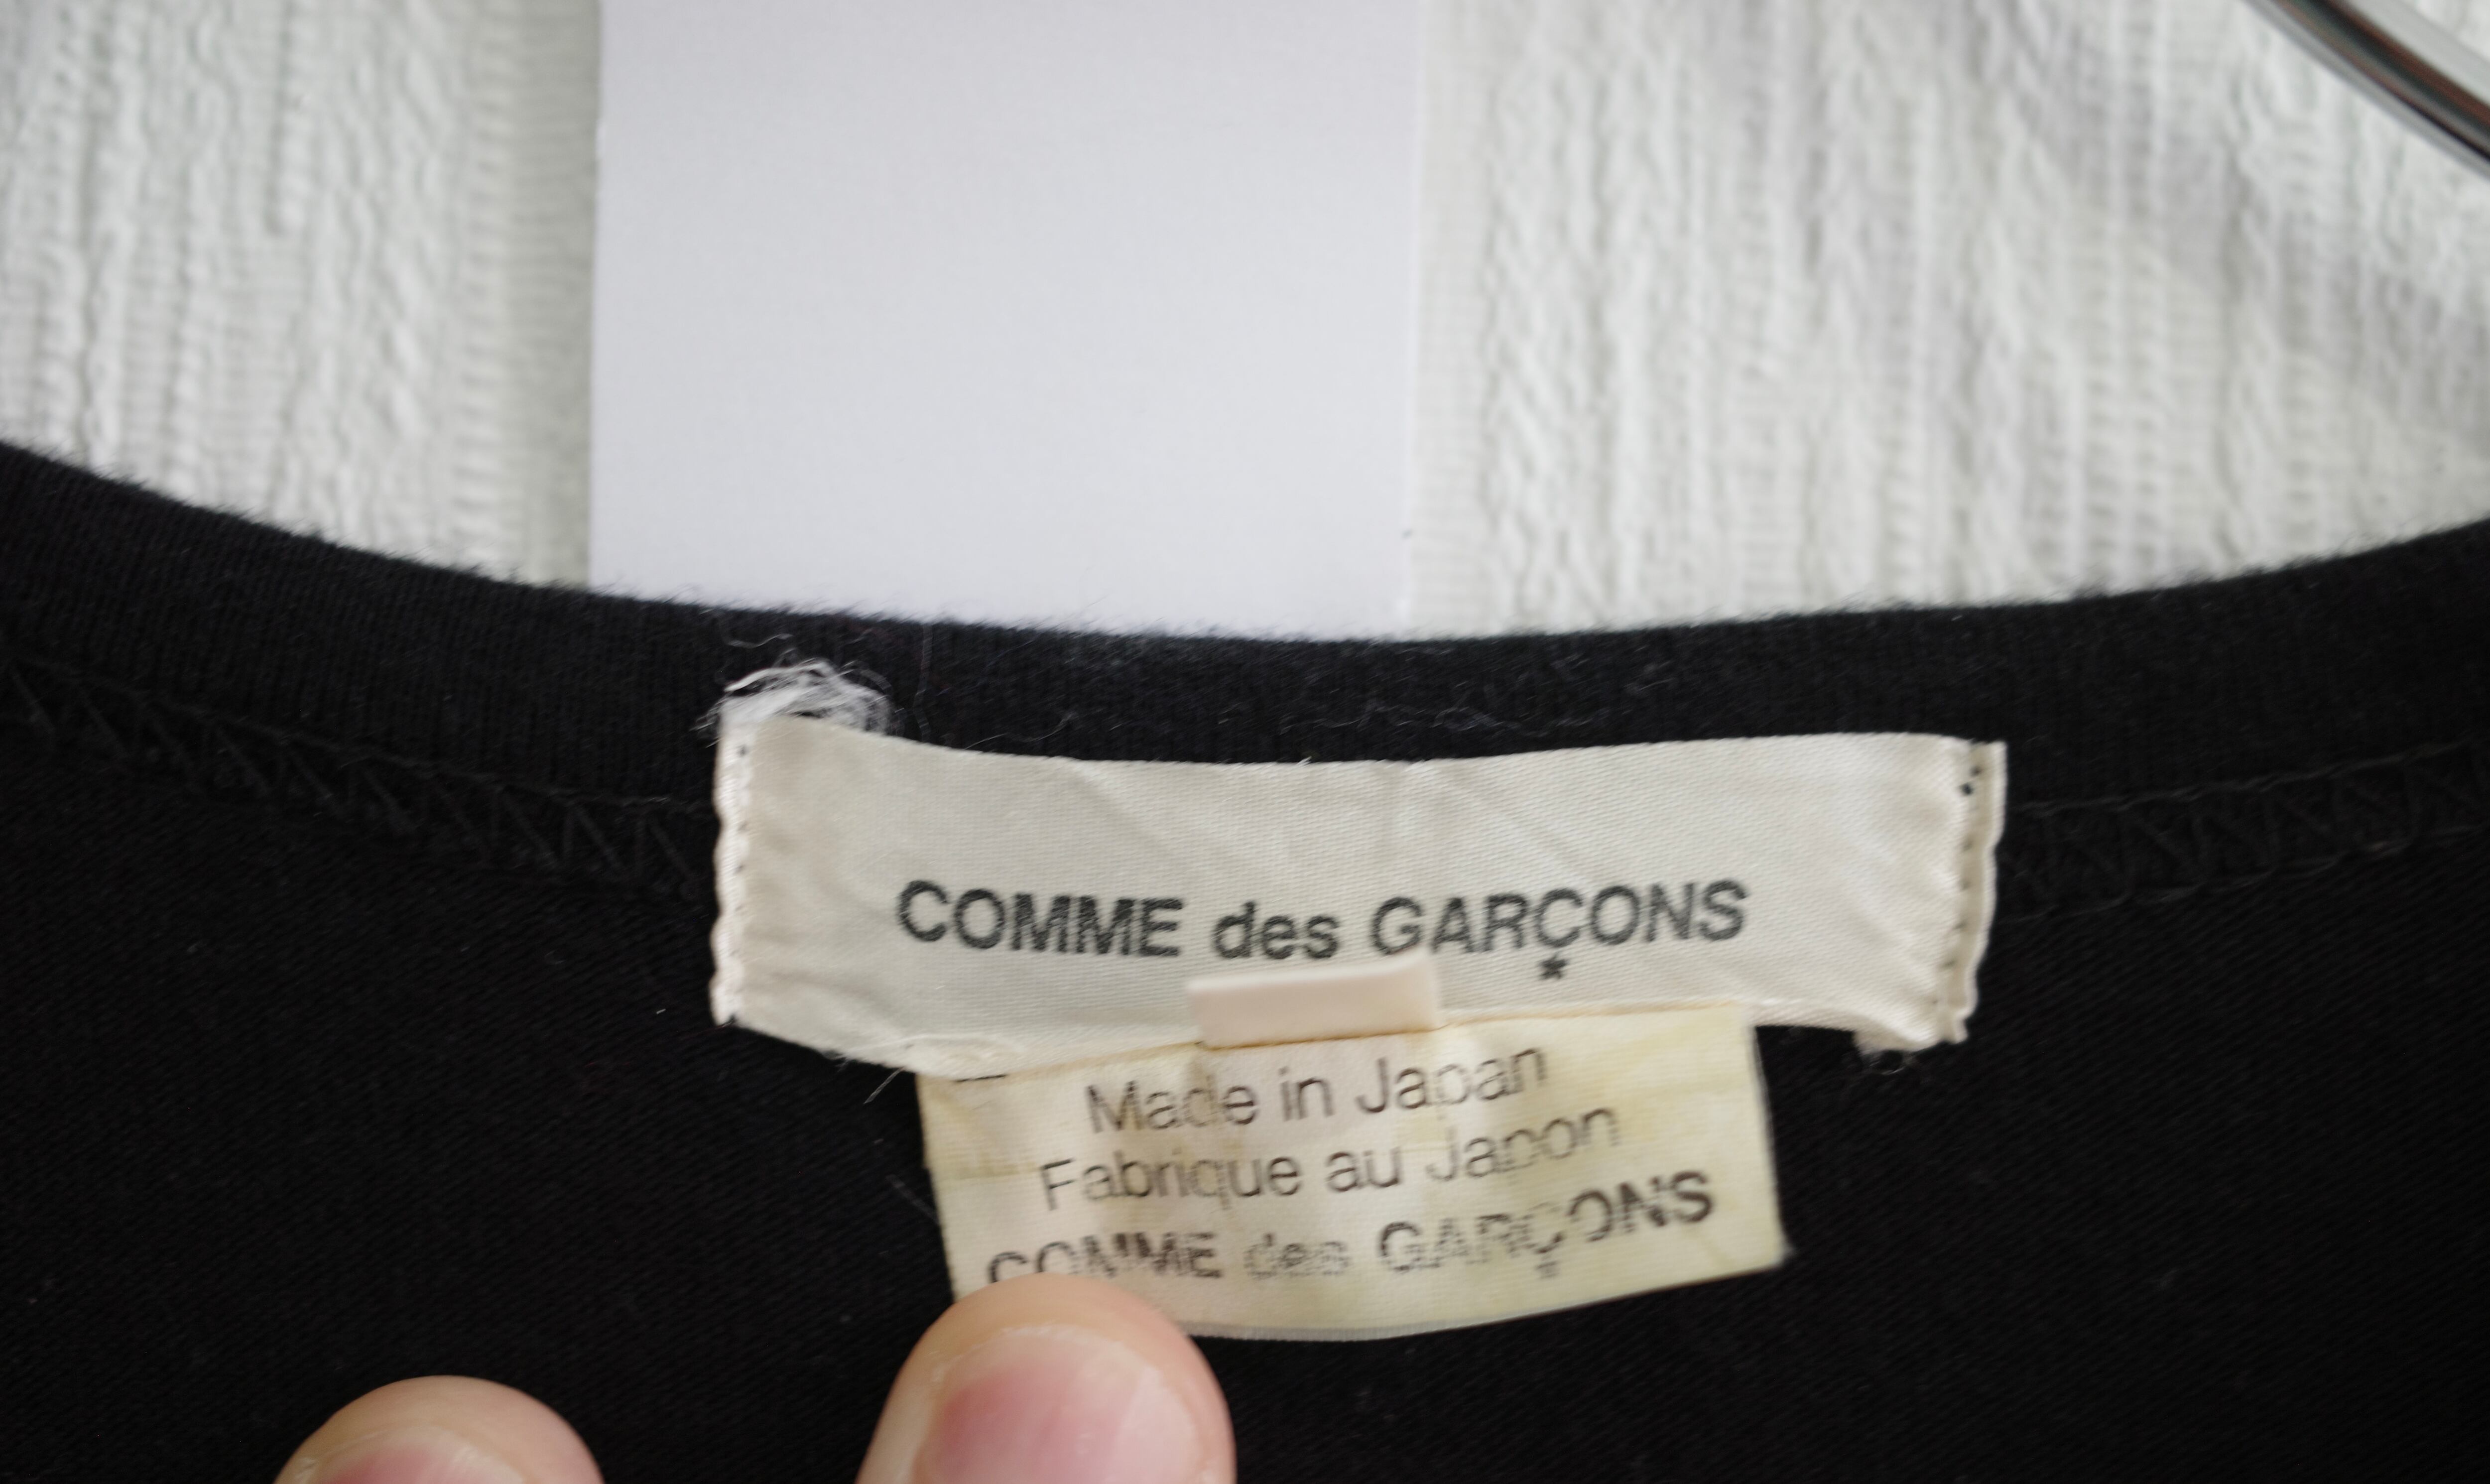 COMME des GARÇONS
*
Made in Japan
Fabrique au Japon
COMME des GARÇONS